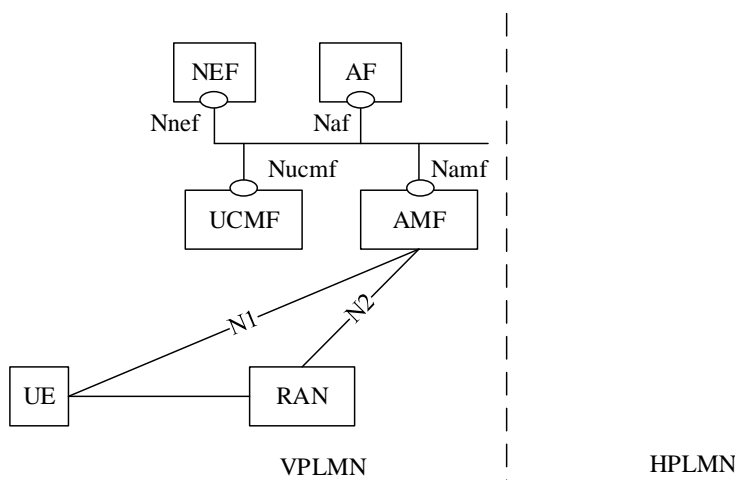 NEF
AF
Nnef
Naf
Nucmf
Namf
UCMF
AMF
N1
N2
UE
RAN
VPLMN
HPLMN